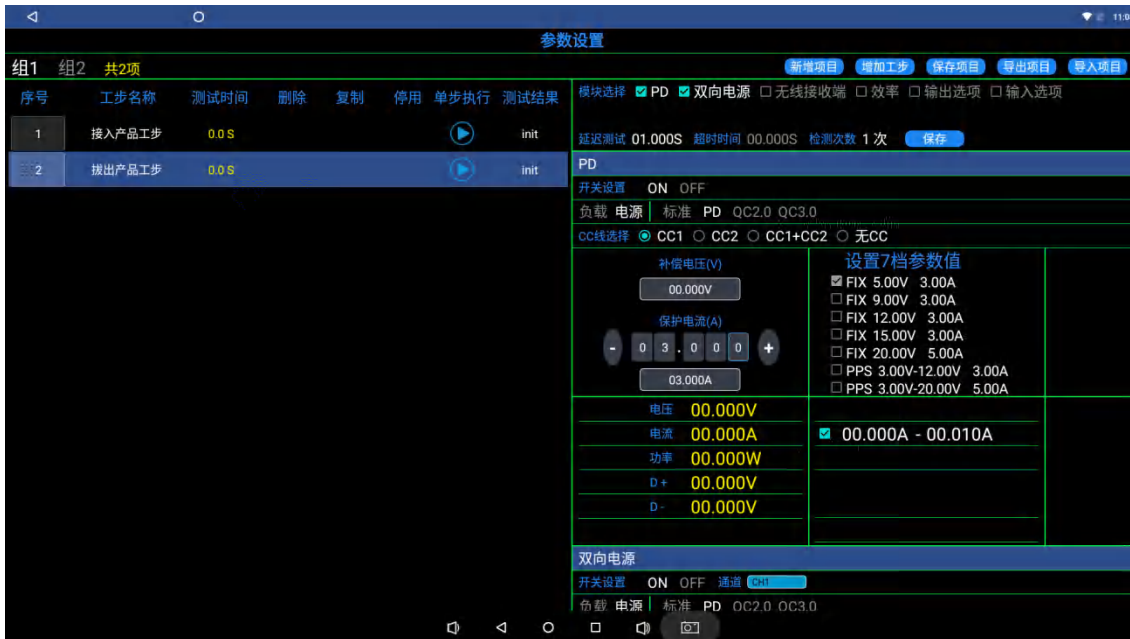 11:0
参数设置
组1 组2 共2项 新增项目 增加工步 保存项目 导出项目 导入项目
序号 工步名称 测试时间 删除 复制 停用 单步执行 测试结果
1 接入产品工步 0.0 S init
2 拔出产品工步 0.0 S init
模块选择 PD 双向电源 无线接收端 效率 输出选项 输入选项
延迟测试 01.000S 超时时间 00.000S 检测次数 1 次 保存
PD
开关设置 ON OFF
负载 电源 标准 PD QC2.0 QC3.0
CC线选择 CC1 CC2 CC1+CC2 无CC
补偿电压(V)
00.000V
保护电流(A)
- 0 3 . 0 0 0 +
03.000A
设置7档参数值
FIX 5.00V 3.00A
FIX 9.00V 3.00A
FIX 12.00V 3.00A
FIX 15.00V 3.00A
FIX 20.00V 5.00A
PPS 3.00V-12.00V 3.00A
PPS 3.00V-20.00V 5.00A
电压 00.000V
电流 00.000A 00.000A - 00.010A
功率 00.000W
D+ 00.000V
D- 00.000V
双向电源
开关设置 ON OFF 通道 CH1
负载 电源 标准 PD QC2.0 QC3.0